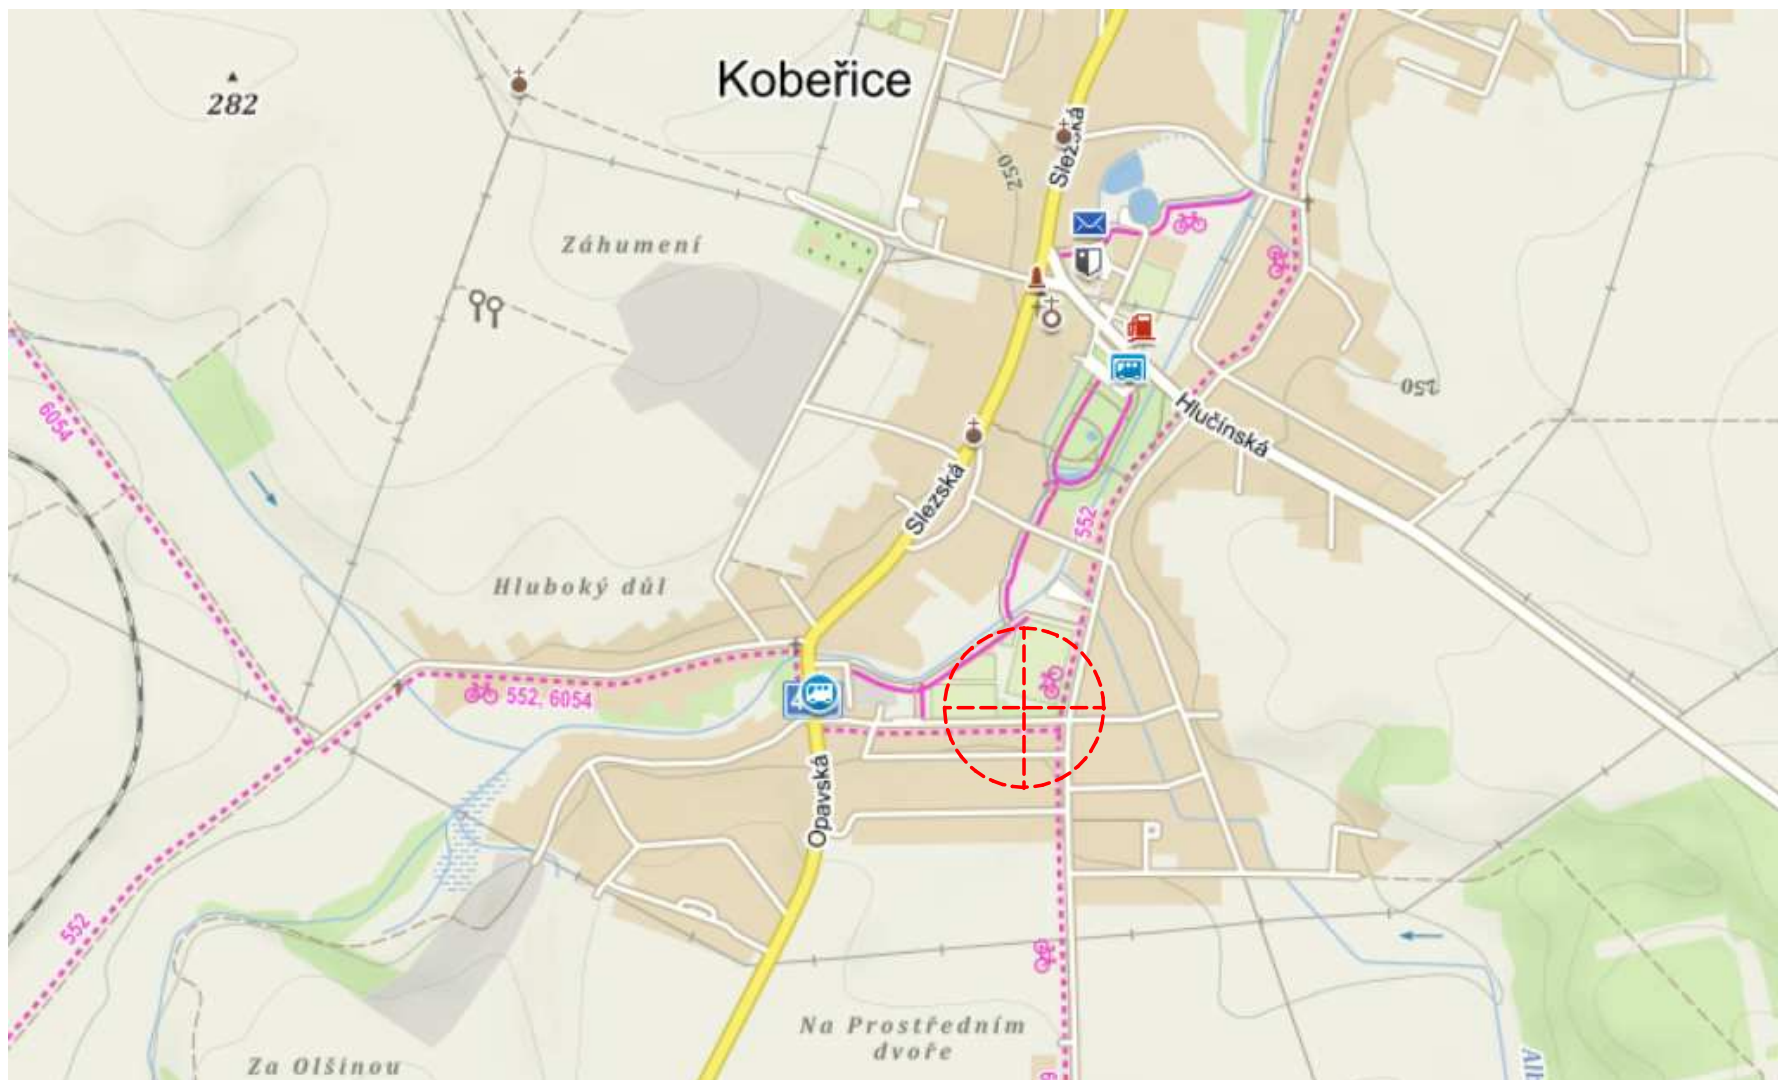 Kobeřice
282
Slezská
250
Záhumení
6054
250
Hlučínská
Slezská
552
Hluboký důl
552, 6054
4
Opavská
552
Na Prostředním
dvoře
Za Olšinou